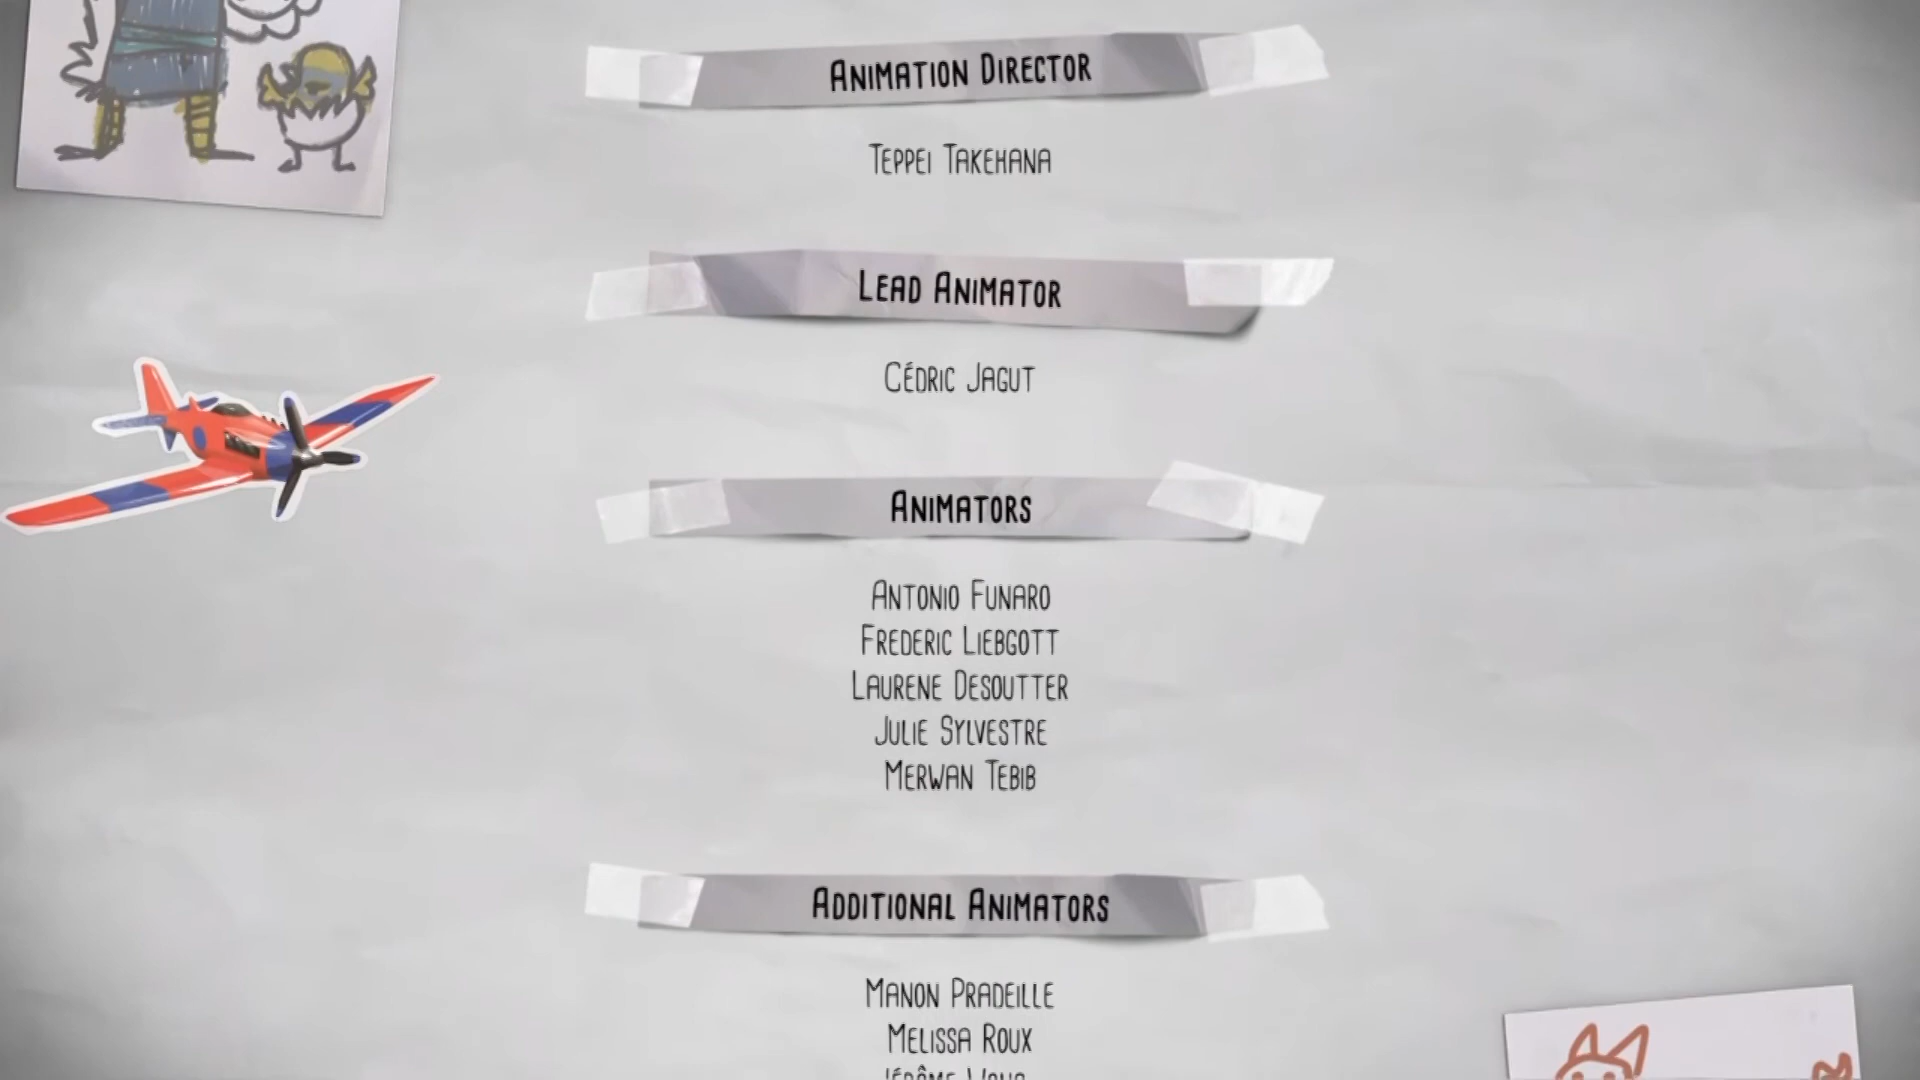 Animation Director
Teppei Takehana
Lead Animator
Cédric Jagut
Animators
Antonio Funaro
Frederic Liebgott
Laurene Desoutter
Julie Sylvestre
Merwan Tebib
Additional Animators
Manon Pradeille
Melissa Roux
Jérôme